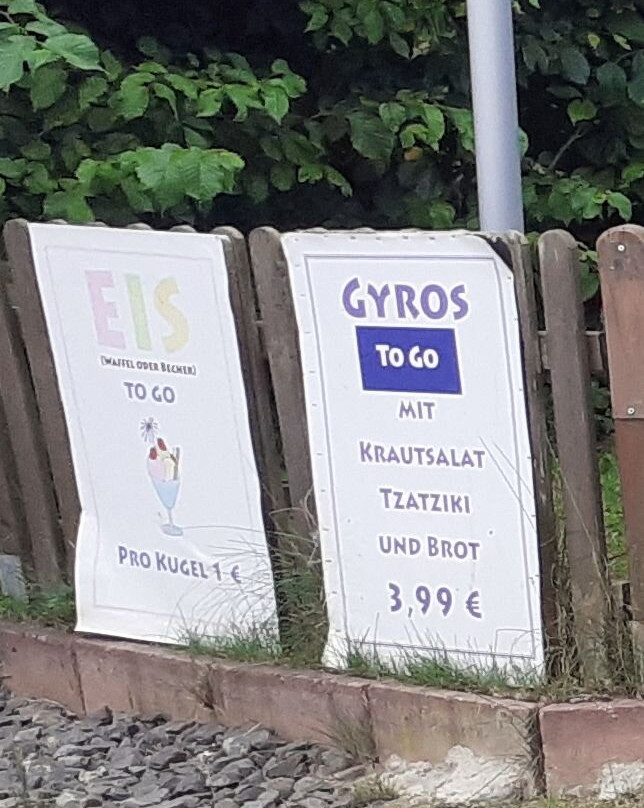 EIS
(WAFFEL ODER BECHER)
TO GO
PRO KUGEL 1 €
GYROS
TO GO
MIT
KRAUTSALAT
TZATZIKI
UND BROT
3,99 €